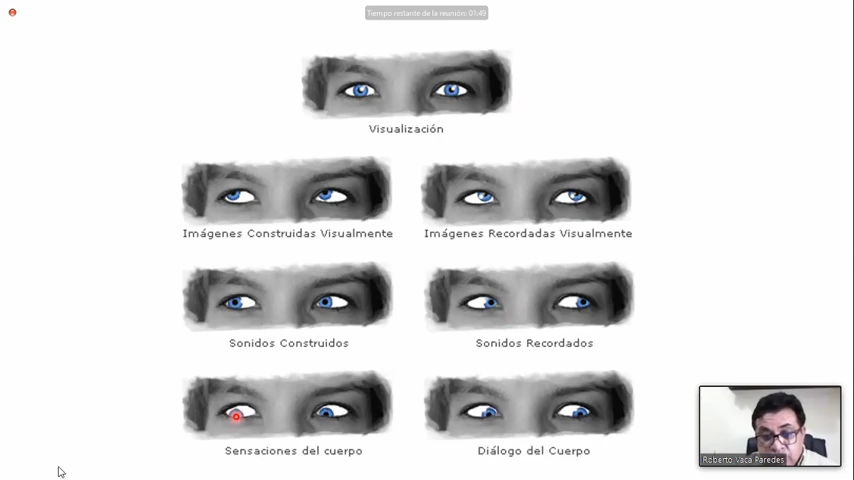 Tiempo restante de la reunión: 01:49
Visualización
Imágenes Construidas Visualmente
Imágenes Recordadas Visualmente
Sonidos Construidos
Sonidos Recordados
Sensaciones del cuerpo
Diálogo del Cuerpo
Roberto Vaca Paredes